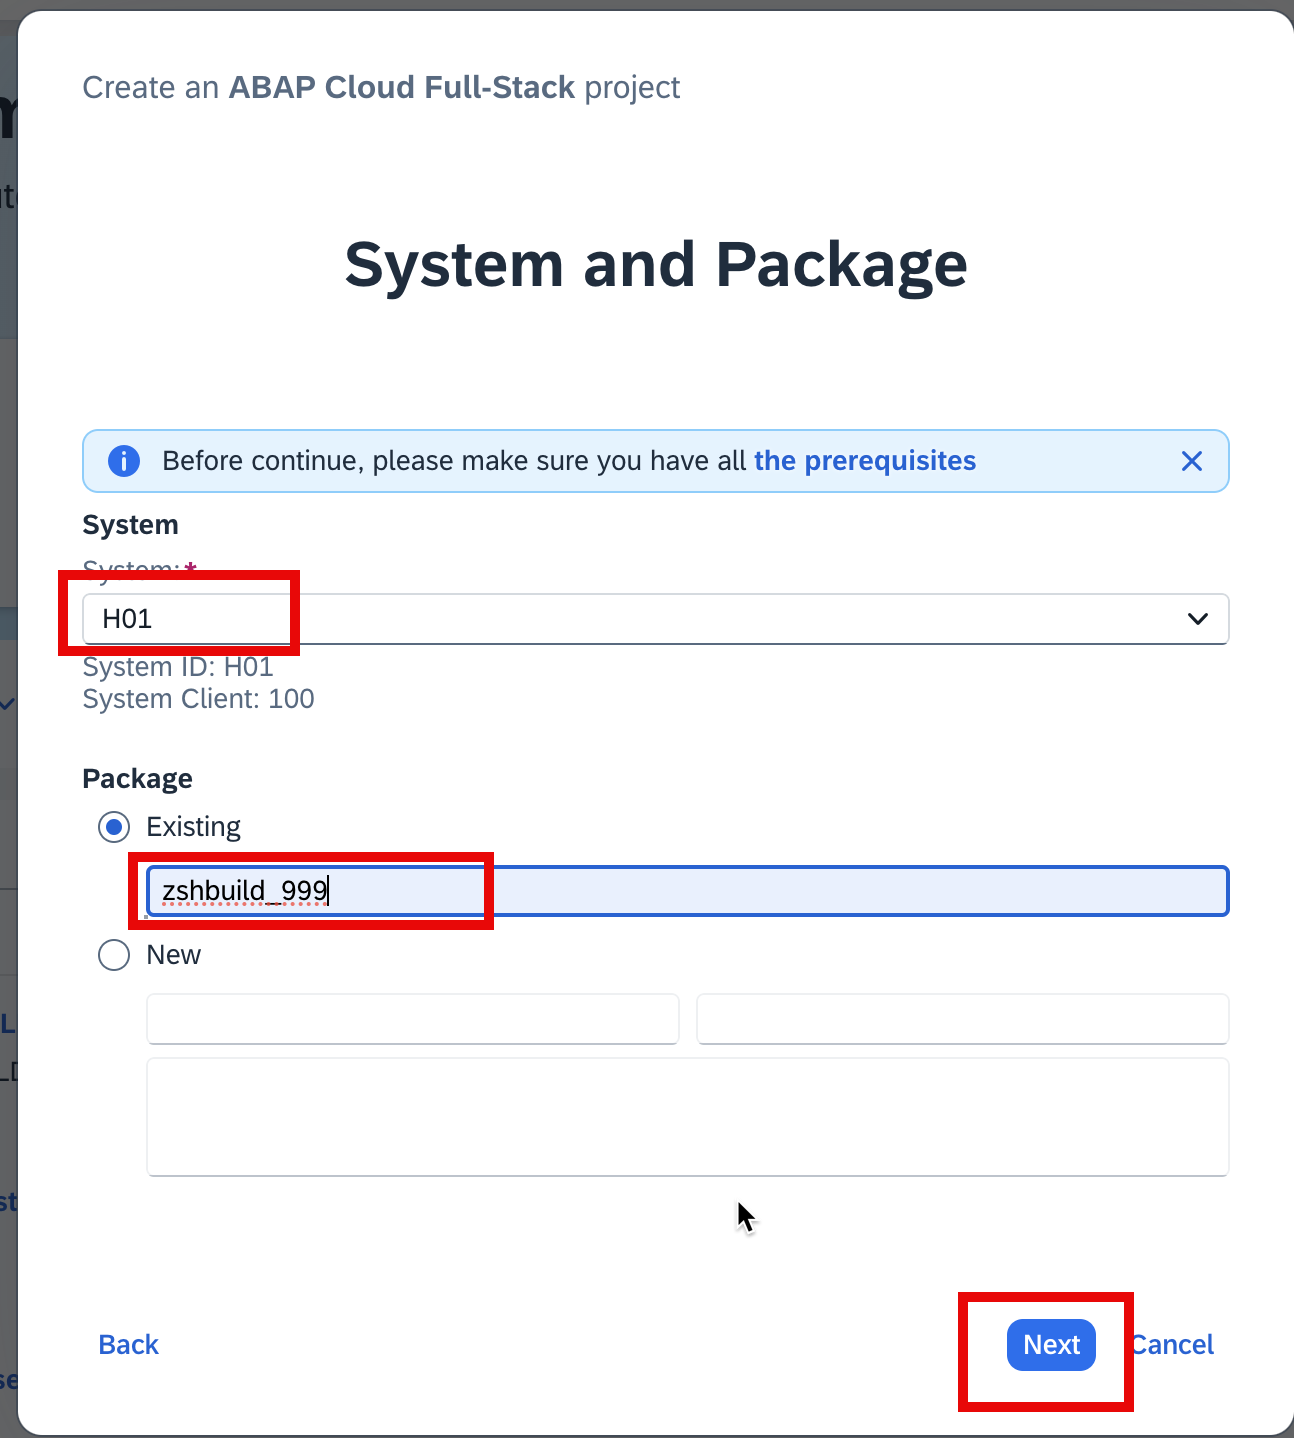 Create an ABAP Cloud Full-Stack project
System and Package
Before continue, please make sure you have all the prerequisites
System
System: *
H01
System ID: H01
System Client: 100
Package
Existing
zshbuild_999
New
Back
Next
Cancel